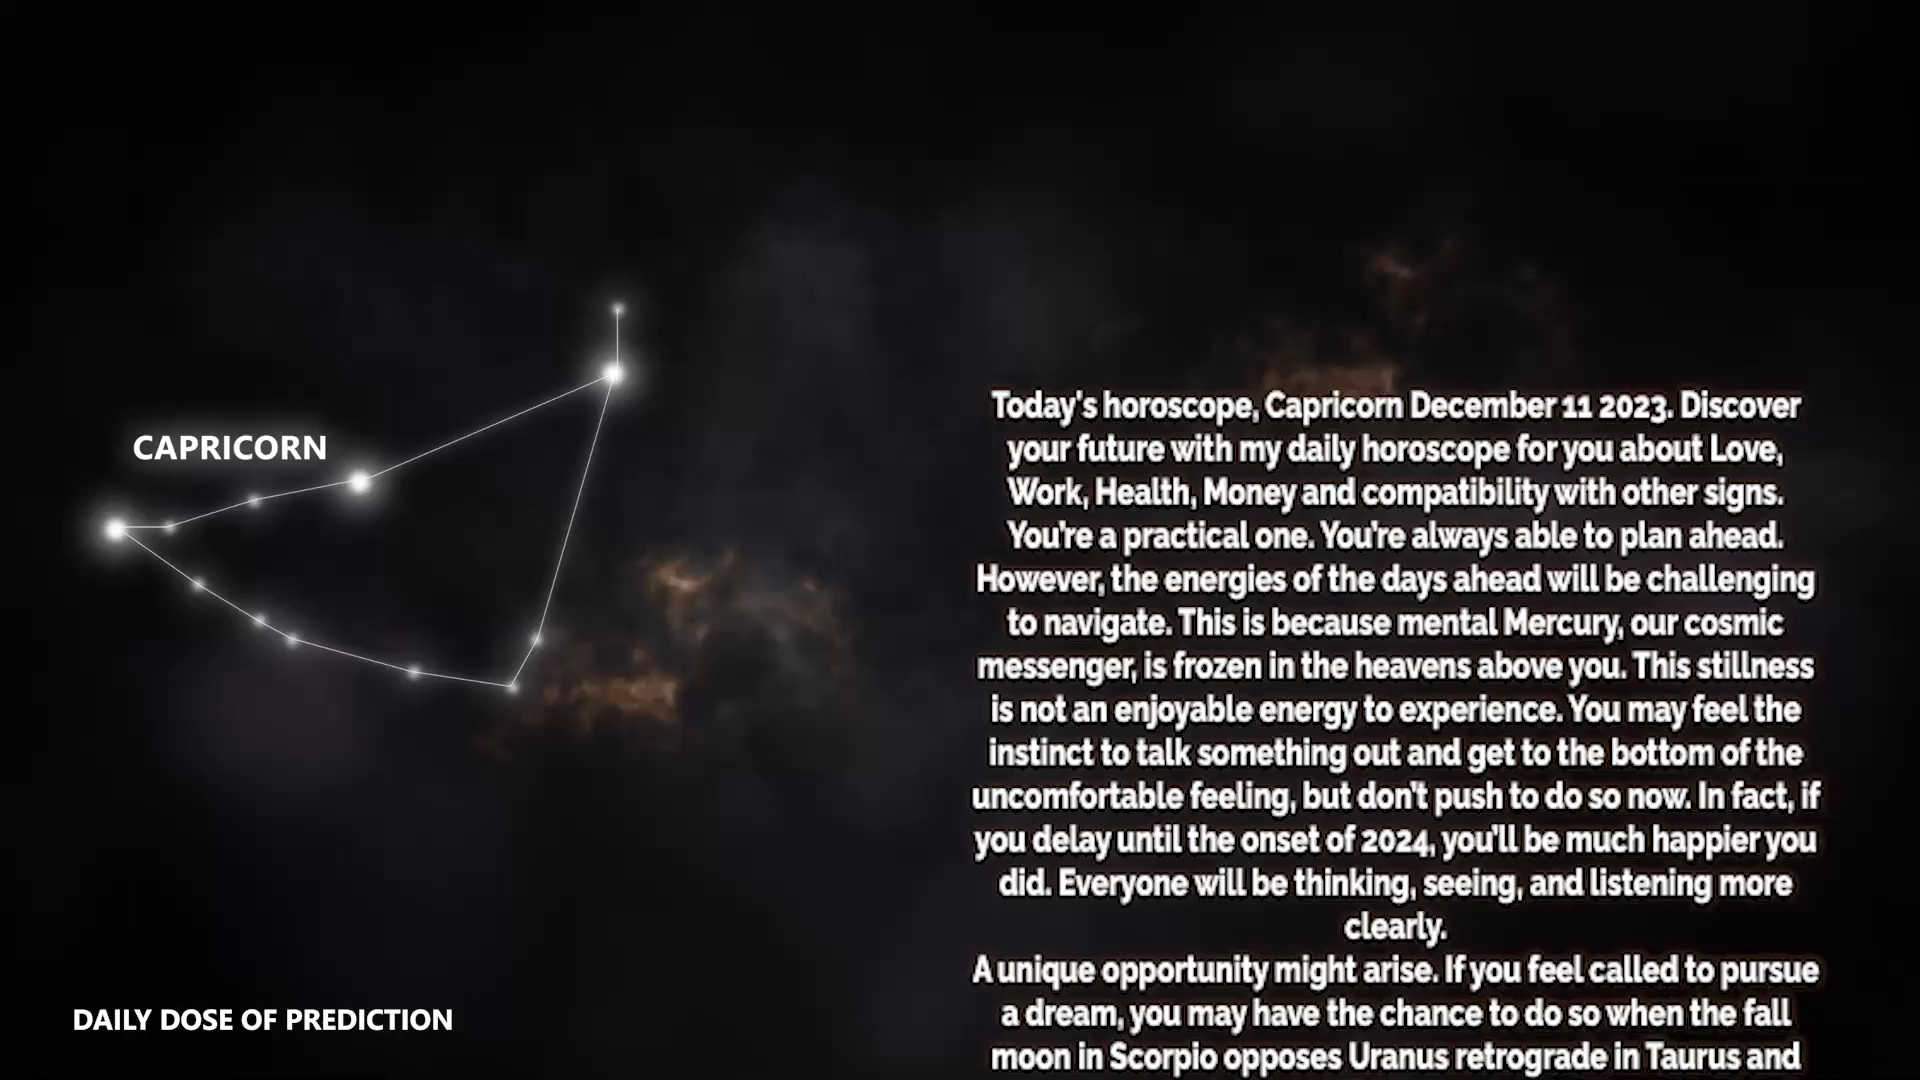 CAPRICORN
Today's horoscope, Capricorn December 11 2023. Discover
your future with my daily horoscope for you about Love,
Work, Health, Money and compatibility with other signs.
You're a practical one. You're always able to plan ahead.
However, the energies of the days ahead will be challenging
to navigate. This is because mental Mercury, our cosmic
messenger, is frozen in the heavens above you. This stillness
is not an enjoyable energy to experience. You may feel the
instinct to talk something out and get to the bottom of the
uncomfortable feeling, but don't push to do so now. In fact, if
you delay until the onset of 2024, you'll be much happier you
did. Everyone will be thinking, seeing, and listening more
clearly.
A unique opportunity might arise. If you feel called to pursue
a dream, you may have the chance to do so when the fall
moon in Scorpio opposes Uranus retrograde in Taurus and
DAILY DOSE OF PREDICTION